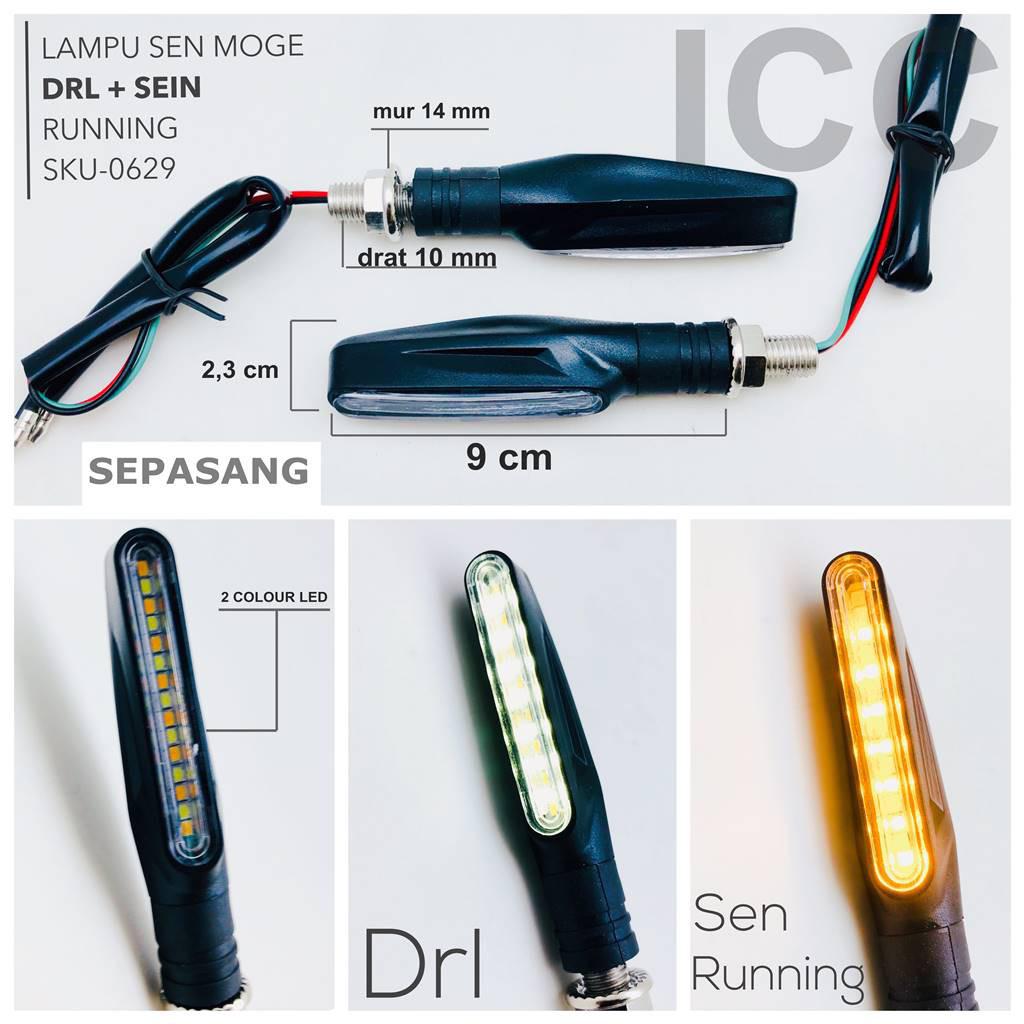 LAMPU SEN MOGE
DRL + SEIN
RUNNING
SKU-0629
ICC
mur 14 mm
drat 10 mm
2,3 cm
9 cm
SEPASANG
2 COLOUR LED
Drl
Sen
Running